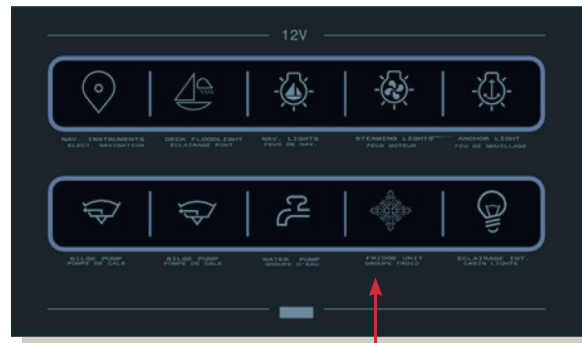 12V
NAV. INSTRUMENTS
ELECT. NAVIGATION
DECK FLOODLIGHT
ECLAIRAGE PONT
NAV. LIGHTS
FEUX DE NAV.
STEAMING LIGHTS
FEUX MOTEUR
ANCHOR LIGHT
FEU DE MOUILLAGE
BILGE PUMP
POMPE DE CALE
BILGE PUMP
POMPE DE CALE
WATER PUMP
GROUPE D'EAU
FRIDGE UNIT
GROUPE FROID
ECLAIRAGE INT.
CABIN LIGHTS